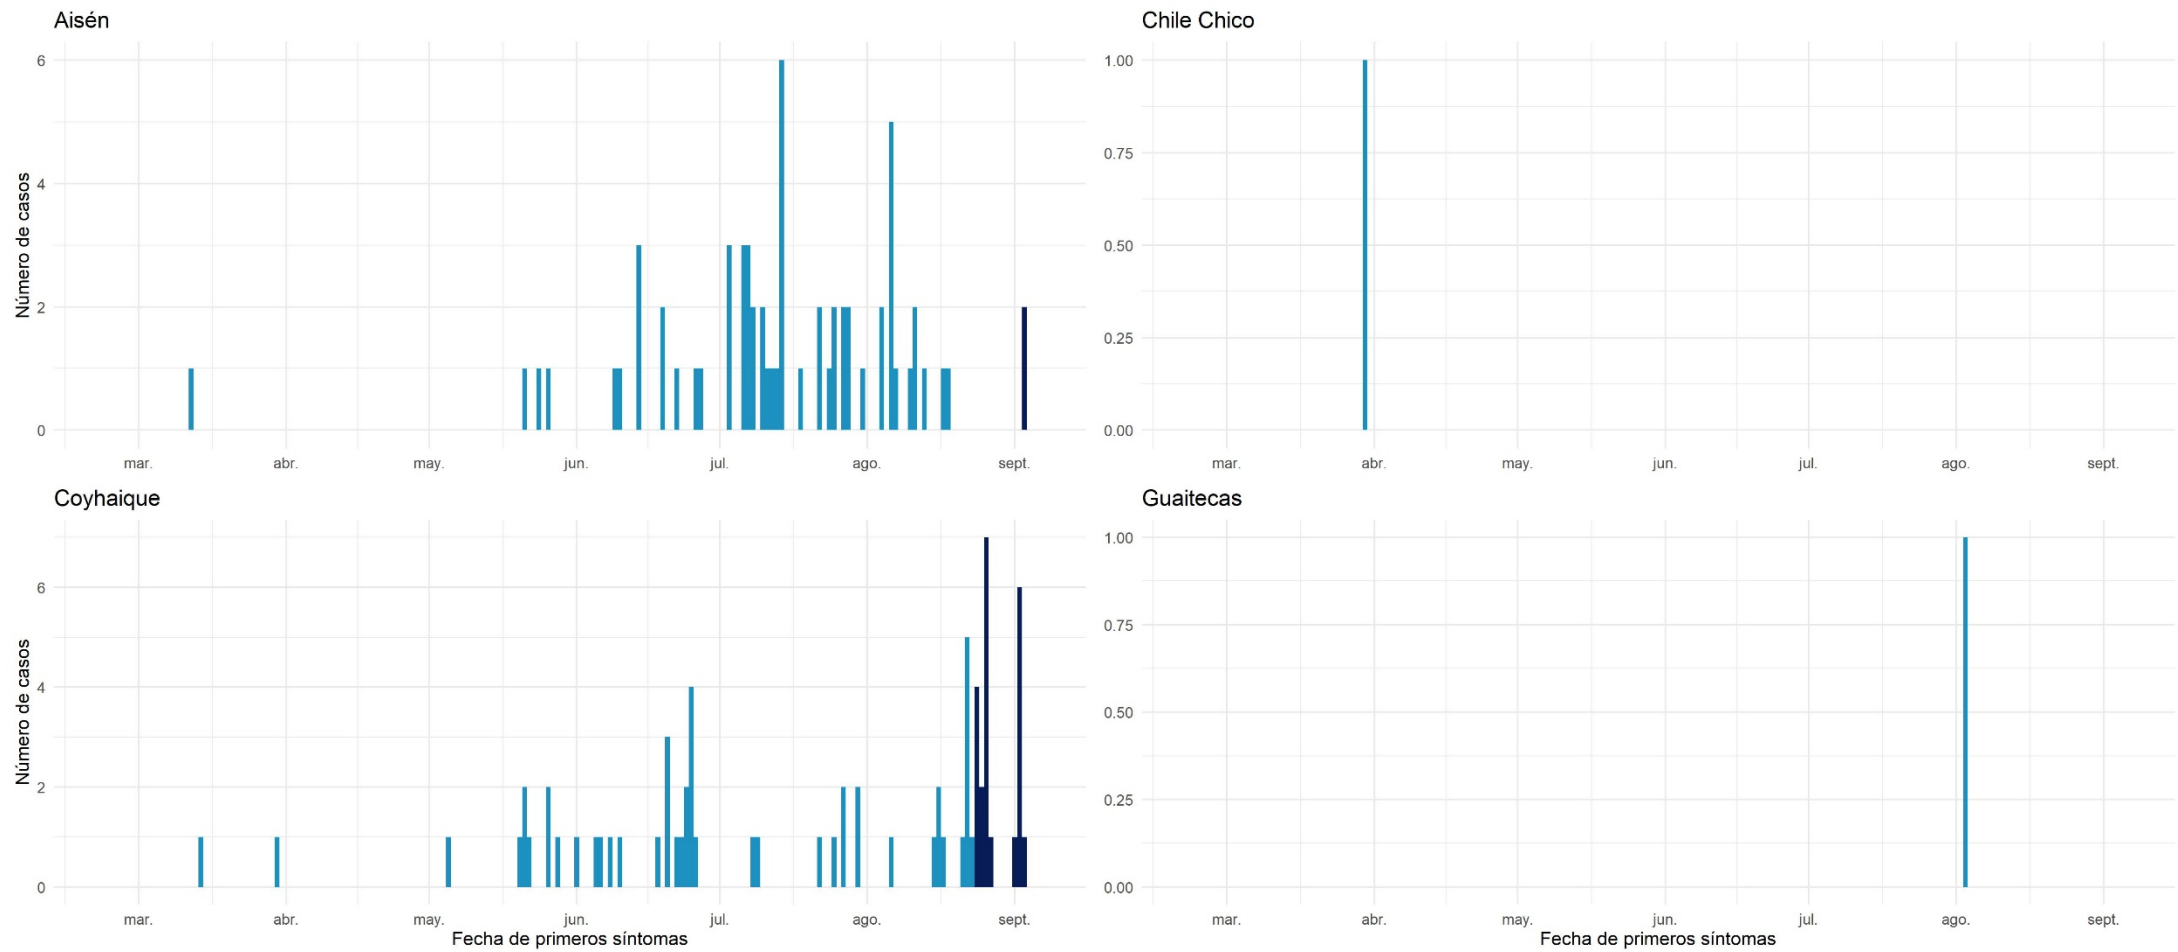 Aisén
Número de casos
6
4
2
0
mar. abr. may. jun. jul. ago. sept.
Chile Chico
1.00
0.75
0.50
0.25
0.00
mar. abr. may. jun. jul. ago. sept.
Coyhaique
Número de casos
6
4
2
0
mar. abr. may. jun. jul. ago. sept.
Fecha de primeros síntomas
Guaitecas
1.00
0.75
0.50
0.25
0.00
mar. abr. may. jun. jul. ago. sept.
Fecha de primeros síntomas